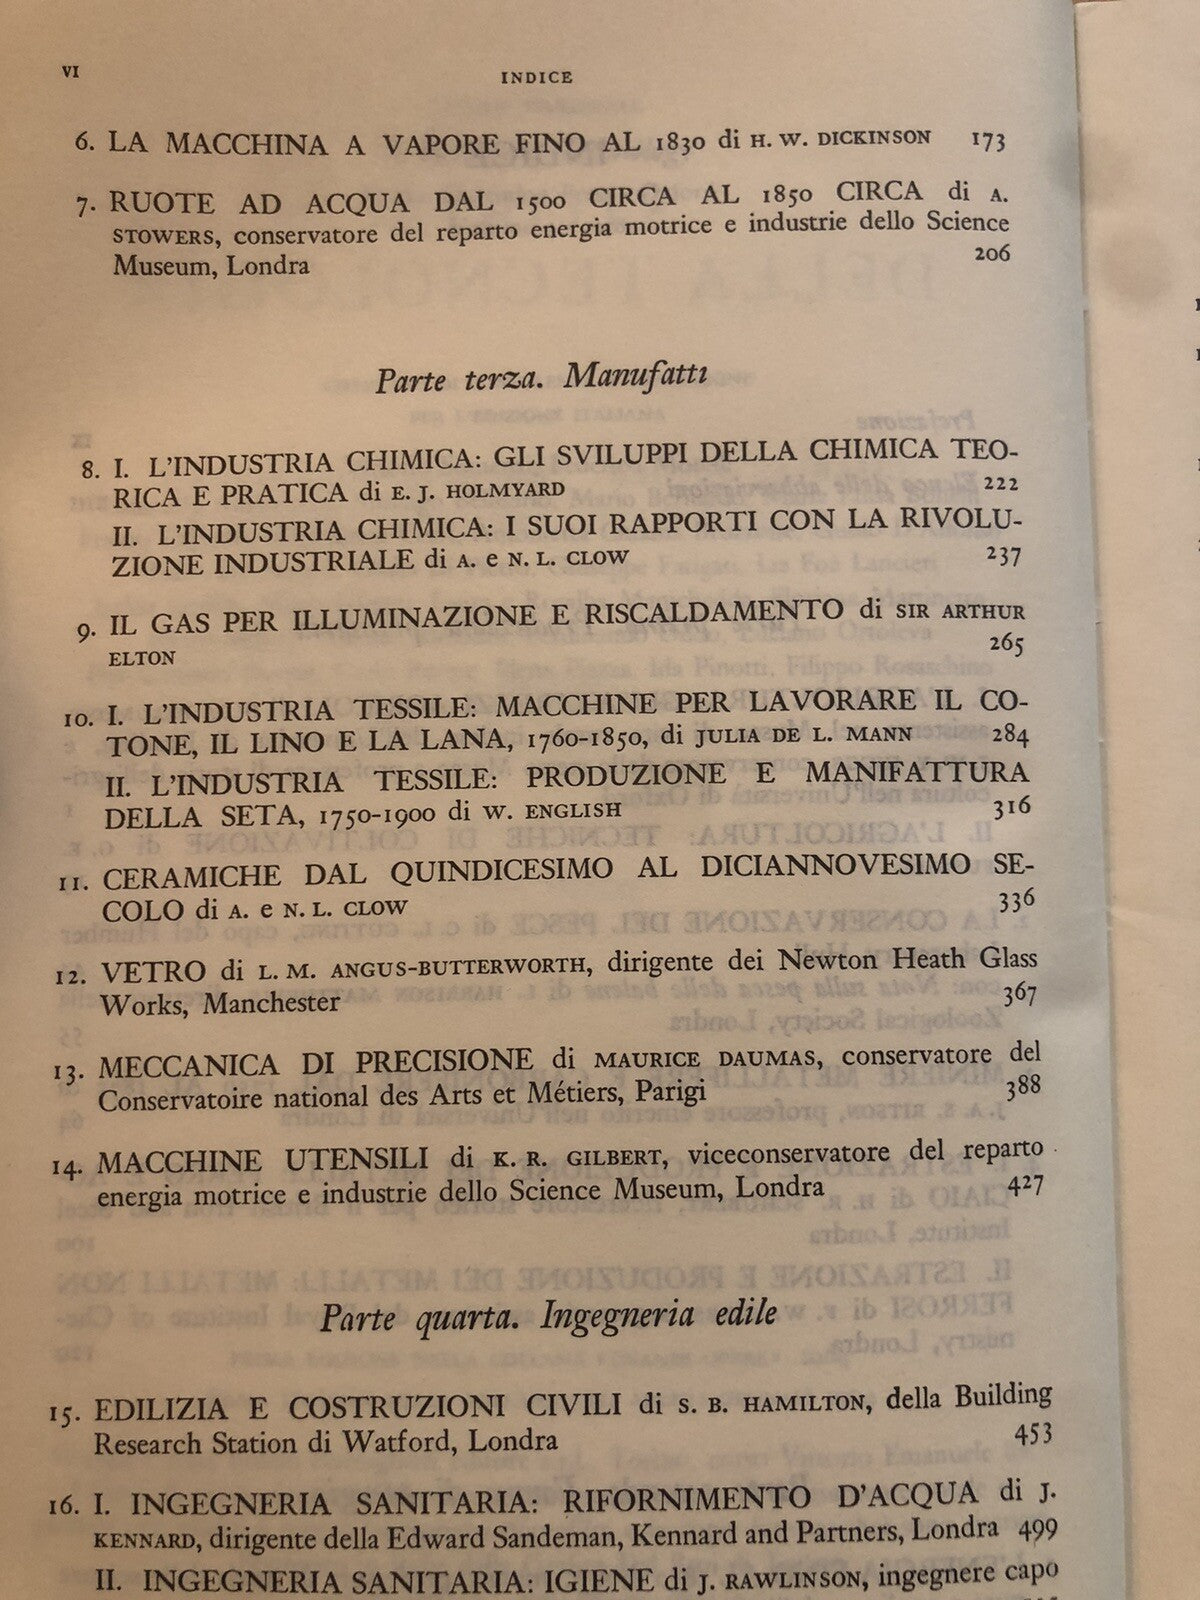 VI
INDICE
6. LA MACCHINA A VAPORE FINO AL 1830 di H. W. DICKINSON 173
7. RUOTE AD ACQUA DAL 1500 CIRCA AL 1850 CIRCA di A.
STOWERS, conservatore del reparto energia motrice e industrie dello Science
Museum, Londra 206
Parte terza. Manufatti
8. I. L'INDUSTRIA CHIMICA: GLI SVILUPPI DELLA CHIMICA TEO-
RICA E PRATICA di E. J. HOLMYARD 222
II. L'INDUSTRIA CHIMICA: I SUOI RAPPORTI CON LA RIVOLU-
ZIONE INDUSTRIALE di A. e N. L. CLOW 237
9. IL GAS PER ILLUMINAZIONE E RISCALDAMENTO di SIR ARTHUR
ELTON 265
10. I. L'INDUSTRIA TESSILE: MACCHINE PER LAVORARE IL CO-
TONE, IL LINO E LA LANA, 1760-1850, di JULIA DE L. MANN 284
II. L'INDUSTRIA TESSILE: PRODUZIONE E MANIFATTURA
DELLA SETA, 1750-1900 di W. ENGLISH 316
11. CERAMICHE DAL QUINDICESIMO AL DICIANNOVESIMO SE-
COLO di A. e N. L. CLOW 336
12. VETRO di L. M. ANGUS-BUTTERWORTH, dirigente dei Newton Heath Glass
Works, Manchester 367
13. MECCANICA DI PRECISIONE di MAURICE DAUMAS, conservatore del
Conservatoire national des Arts et Métiers, Parigi 388
14. MACCHINE UTENSILI di K. R. GILBERT, viceconservatore del reparto
energia motrice e industrie dello Science Museum, Londra 427
Parte quarta. Ingegneria edile
15. EDILIZIA E COSTRUZIONI CIVILI di S. B. HAMILTON, della Building
Research Station di Watford, Londra 453
16. I. INGEGNERIA SANITARIA: RIFORNIMENTO D'ACQUA di J.
KENNARD, dirigente della Edward Sandeman, Kennard and Partners, Londra 499
II. INGEGNERIA SANITARIA: IGIENE di J. RAWLINSON, ingegnere capo